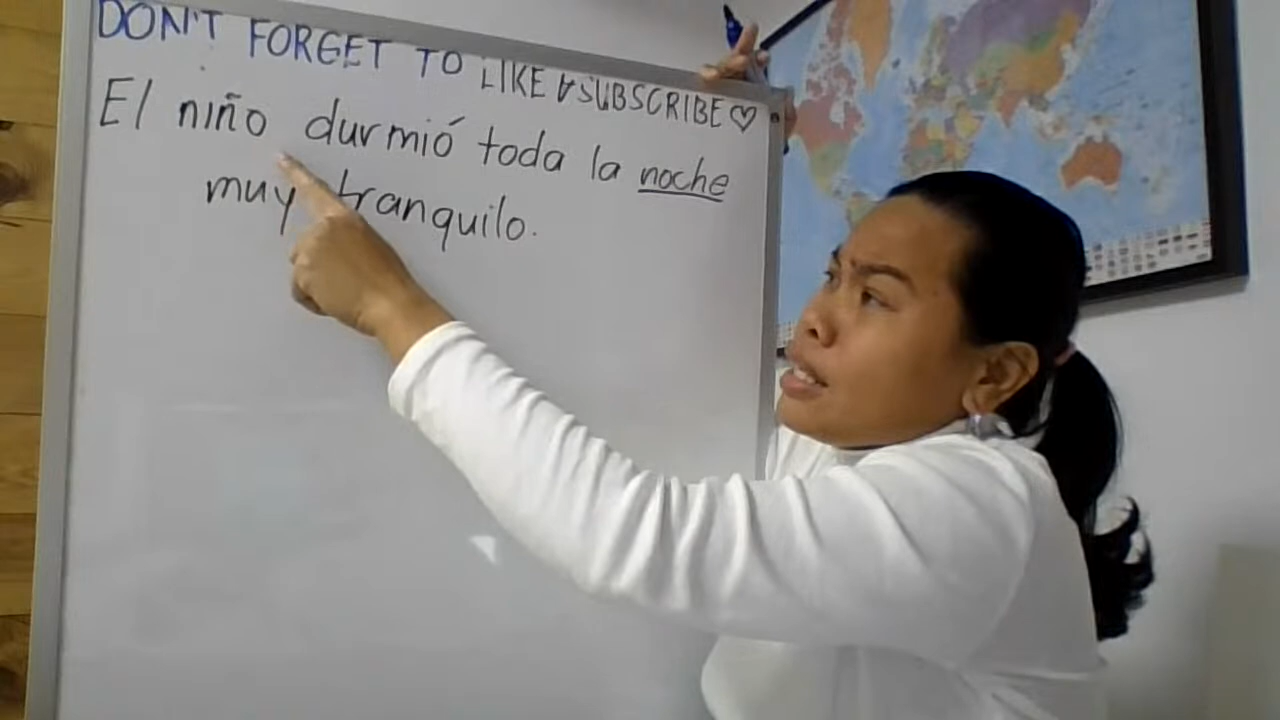 DON'T FORGET TO LIKE & SUBSCRIBE ♡
El niño durmió toda la noche
muy tranquilo.